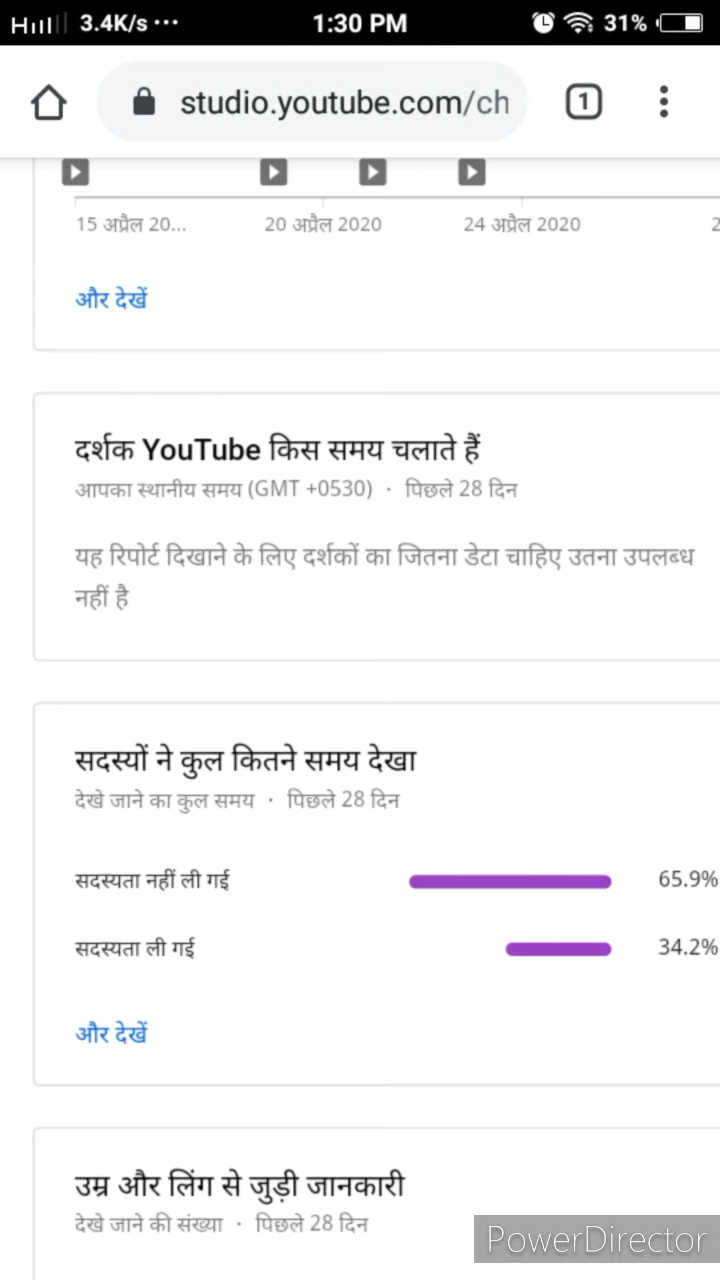 3.4K/s ···
1:30 PM
31%
studio.youtube.com/ch
1
15 अप्रैल 20...
20 अप्रैल 2020
24 अप्रैल 2020
2
और देखें
दर्शक YouTube किस समय चलाते हैं
आपका स्थानीय समय (GMT +0530) · पिछले 28 दिन
यह रिपोर्ट दिखाने के लिए दर्शकों का जितना डेटा चाहिए उतना उपलब्ध
नहीं है
सदस्यों ने कुल कितने समय देखा
देखे जाने का कुल समय · पिछले 28 दिन
सदस्यता नहीं ली गई 65.9%
सदस्यता ली गई 34.2%
और देखें
उम्र और लिंग से जुड़ी जानकारी
देखे जाने की संख्या · पिछले 28 दिन
PowerDirector